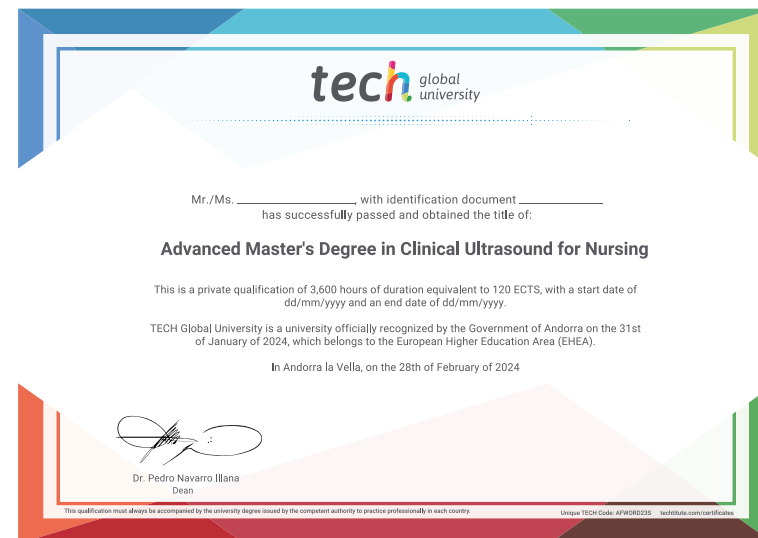 tech global
university
Mr./Ms. ____________________, with identification document ______________
has successfully passed and obtained the title of:
Advanced Master's Degree in Clinical Ultrasound for Nursing
This is a private qualification of 3,600 hours of duration equivalent to 120 ECTS, with a start date of
dd/mm/yyyy and an end date of dd/mm/yyyy.
TECH Global University is a university officially recognized by the Government of Andorra on the 31st
of January of 2024, which belongs to the European Higher Education Area (EHEA).
In Andorra la Vella, on the 28th of February of 2024
Dr. Pedro Navarro Illana
Dean
This qualification must always be accompanied by the university degree issued by the competent authority to practice professionally in each country.
Unique TECH Code: AFWORD23S techtitute.com/certificates